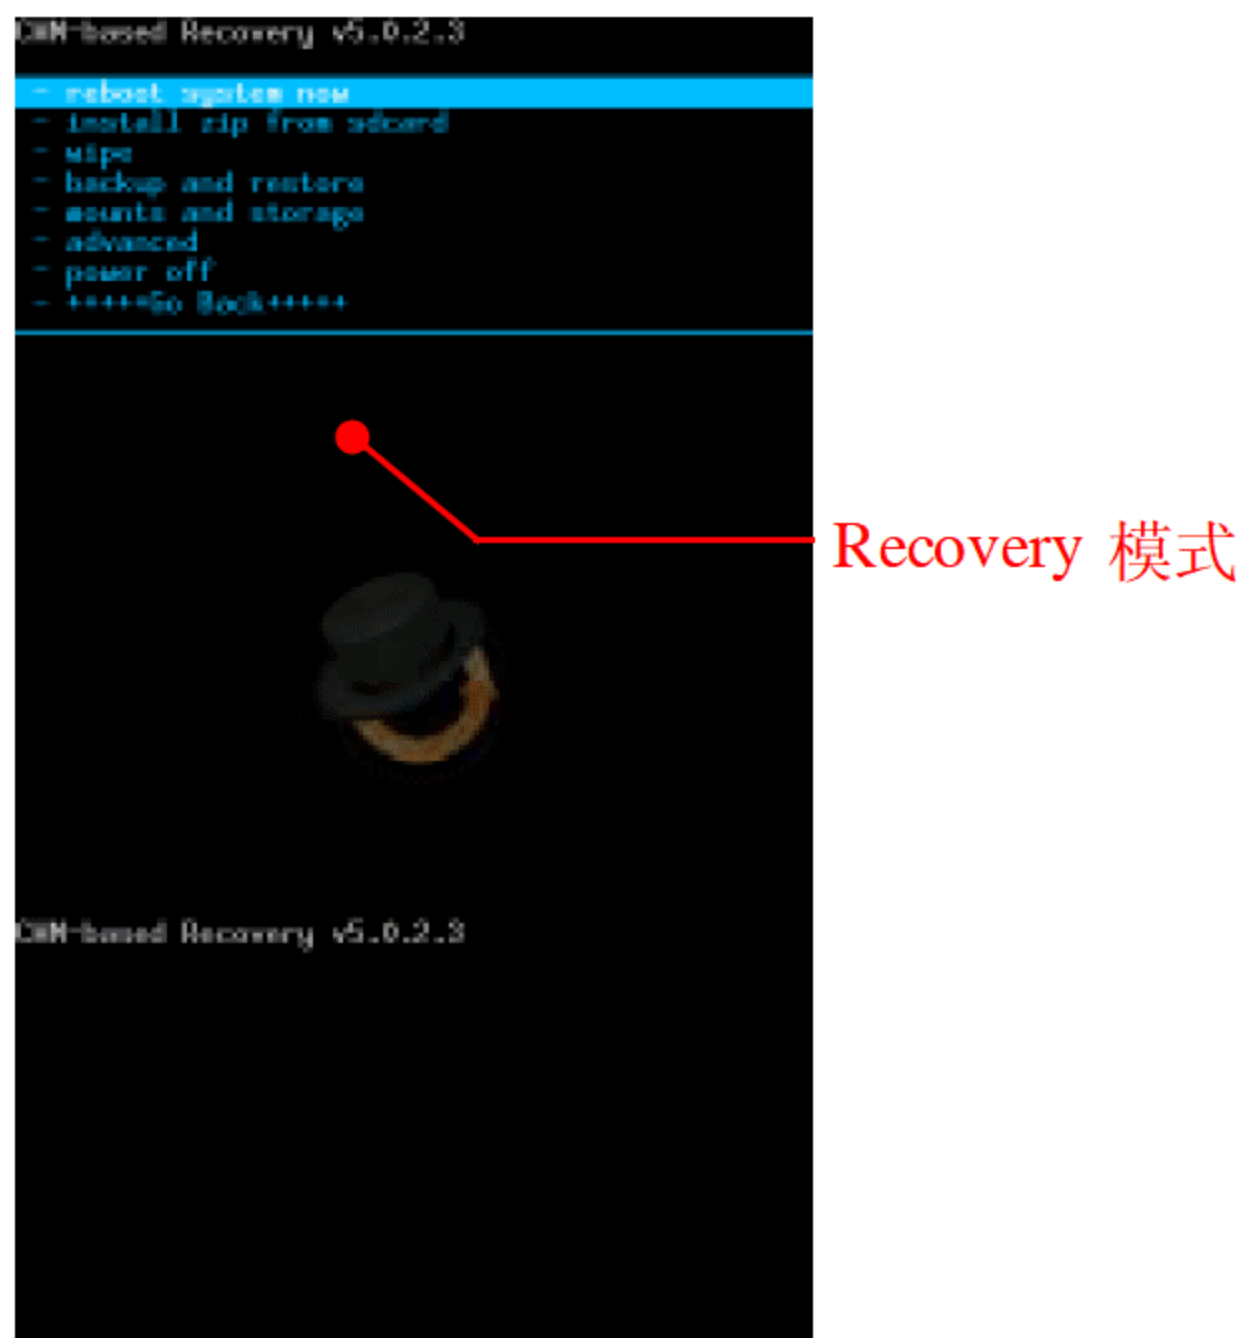 CWM-based Recovery v5.0.2.3
- reboot system now
- install zip from sdcard
- wipe
- backup and restore
- mounts and storage
- advanced
- power off
- +++++Go Back+++++
Recovery 模式
CWM-based Recovery v5.0.2.3